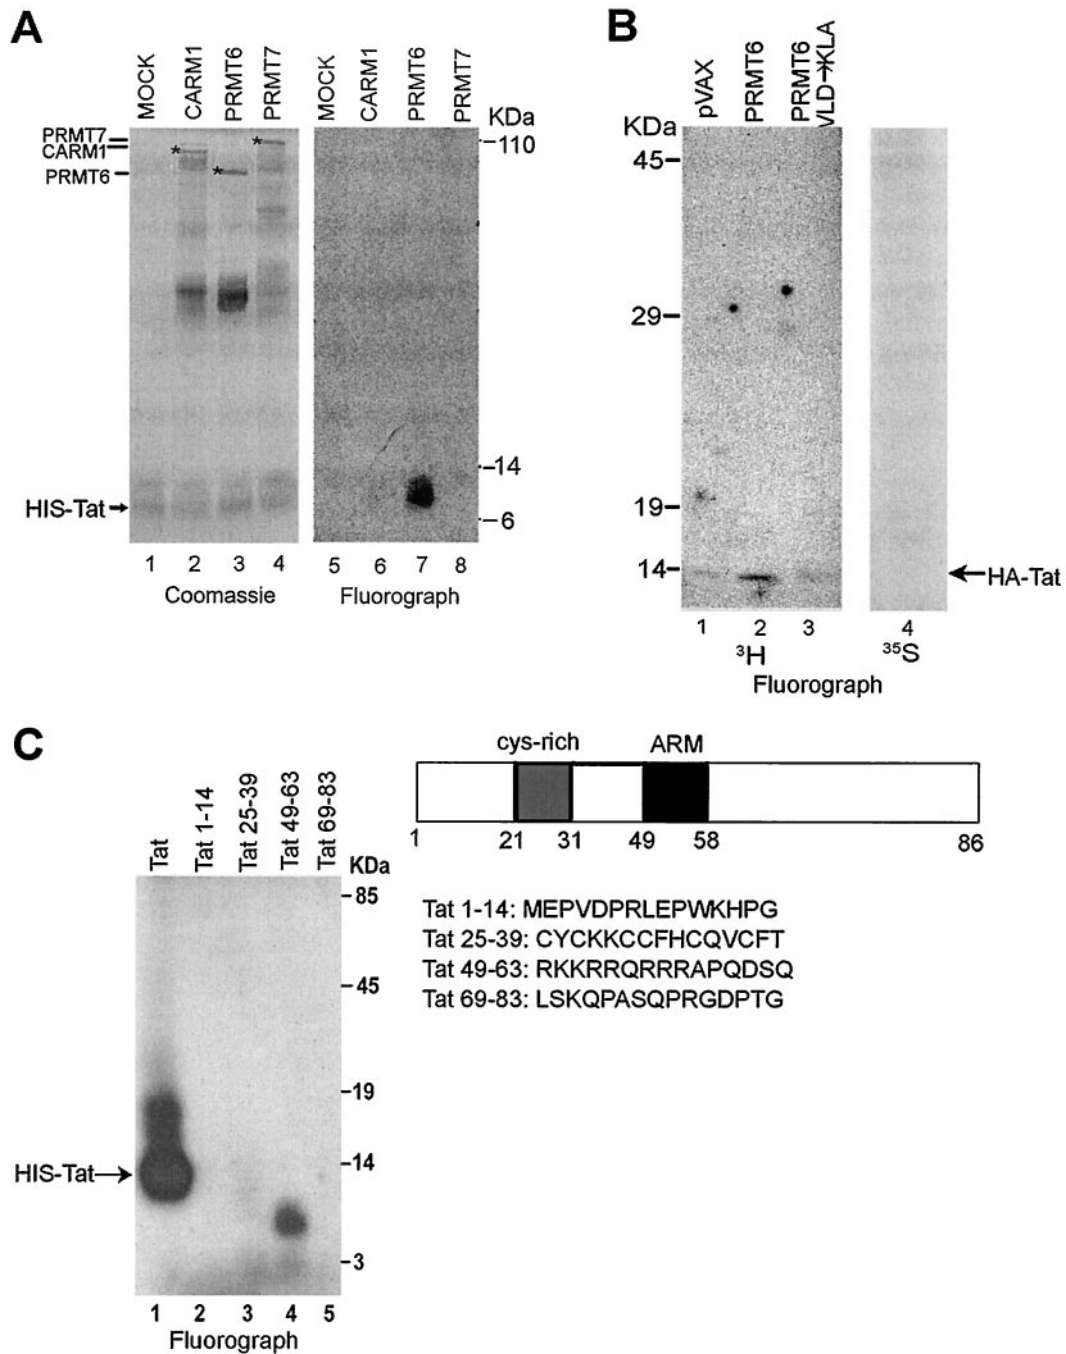 A
MOCK
CARM1
PRMT6
PRMT7
MOCK
CARM1
PRMT6
PRMT7
KDa
PRMT7
CARM1
PRMT6
110
14
HIS-Tat
6
1 2 3 4 5 6 7 8
Coomassie Fluorograph
B
pVAX
PRMT6
PRMT6
VLD→KLA
KDa
45
29
19
14
HA-Tat
1 2 3 4
³H ³⁵S
Fluorograph
C
Tat
Tat 1-14
Tat 25-39
Tat 49-63
Tat 69-83
KDa
85
45
19
14
HIS-Tat
3
1 2 3 4 5
Fluorograph
cys-rich ARM
1 21 31 49 58 86
Tat 1-14: MEPVDPRLEPWKHPG
Tat 25-39: CYCKKCCFHCQVCFT
Tat 49-63: RKKRRQRRRAPQDSQ
Tat 69-83: LSKQPASQPRGDPTG